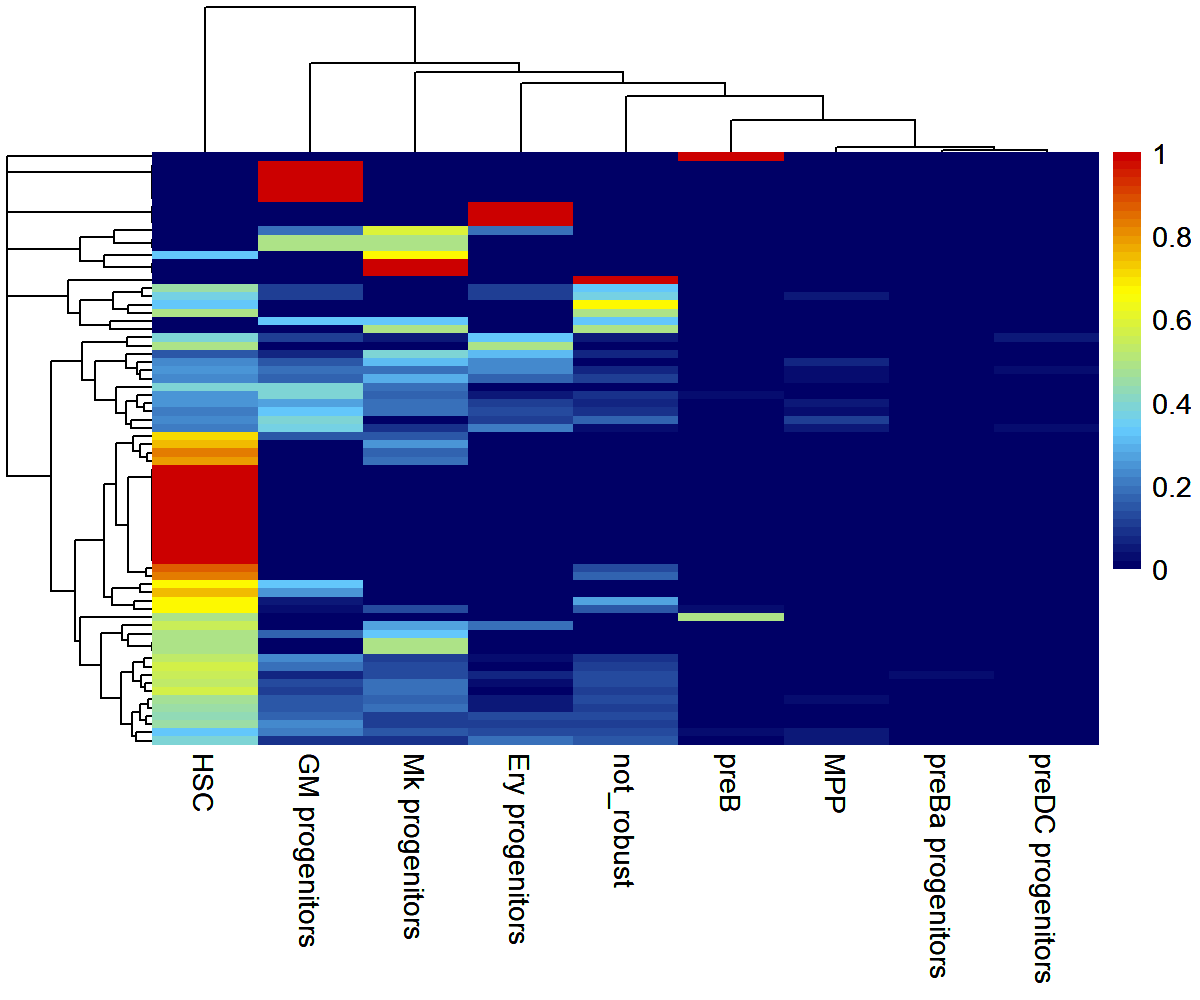 1
0.8
0.6
0.4
0.2
0
HSC
GM progenitors
Mk progenitors
Ery progenitors
not_robust
preB
MPP
preBa progenitors
preDC progenitors